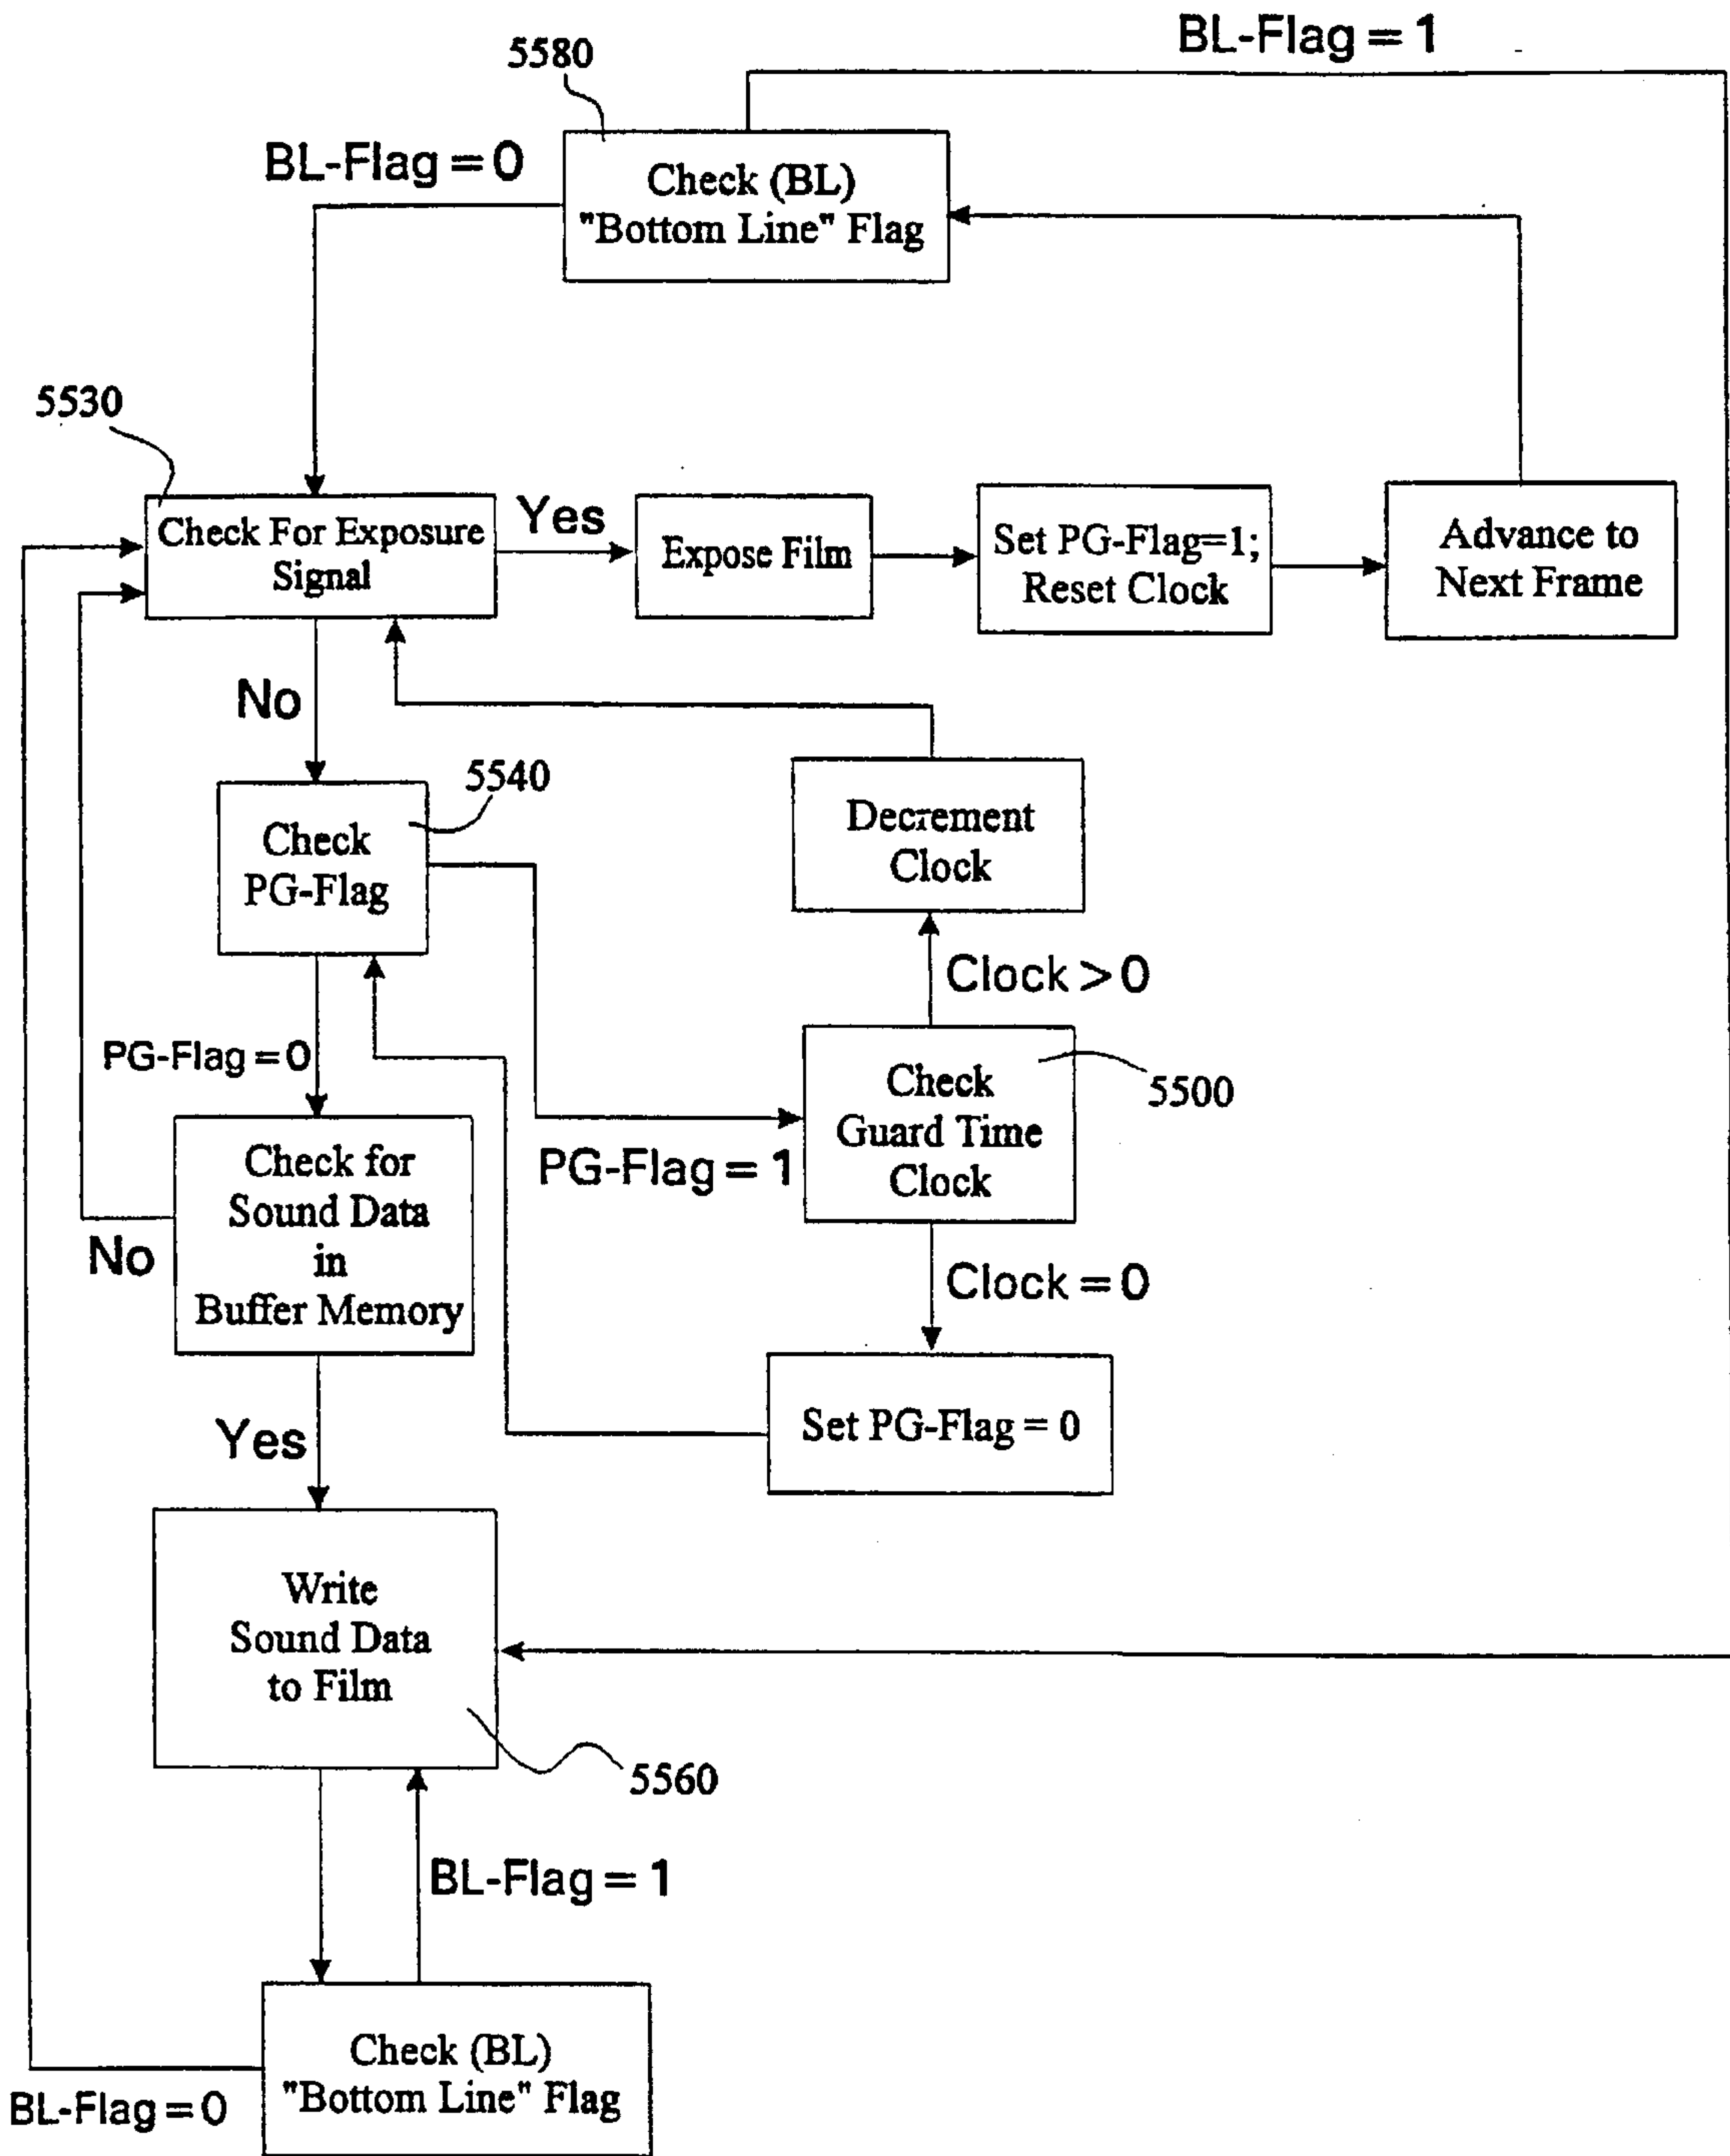 BL-Flag = 1
5580
BL-Flag = 0
Check (BL)
"Bottom Line" Flag
5530
Check For Exposure
Signal
Yes
Expose Film
Set PG-Flag=1;
Reset Clock
Advance to
Next Frame
No
5540
Check
PG-Flag
Decrement
Clock
Clock > 0
PG-Flag = 0
Check
Guard Time
Clock
5500
PG-Flag = 1
Check for
Sound Data
in
Buffer Memory
No
Clock = 0
Set PG-Flag = 0
Yes
Write
Sound Data
to Film
5560
BL-Flag = 1
Check (BL)
"Bottom Line" Flag
BL-Flag = 0